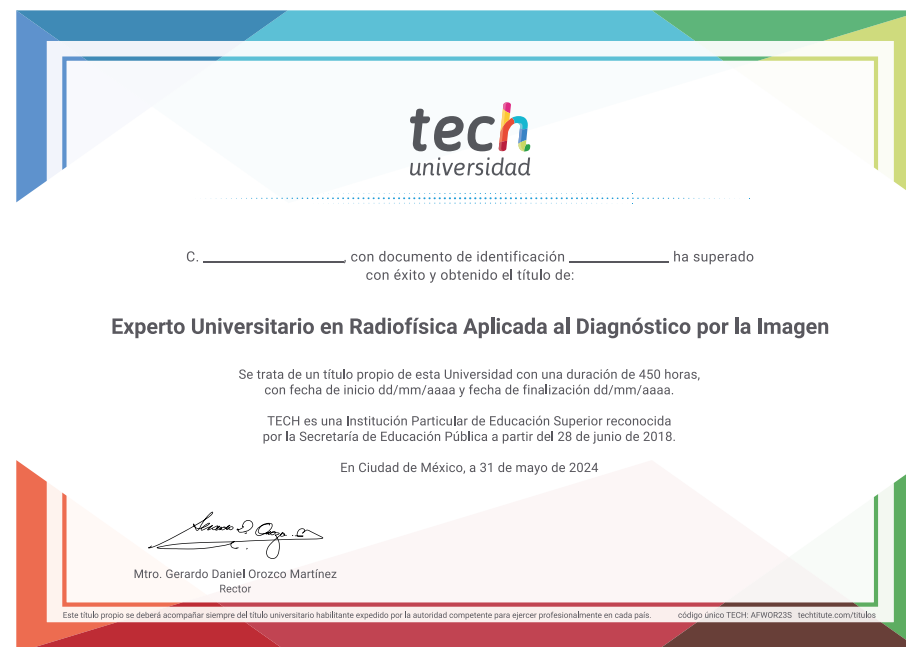 tech
universidad
C. ____________, con documento de identificación ____________ ha superado
con éxito y obtenido el título de:
Experto Universitario en Radiofísica Aplicada al Diagnóstico por la Imagen
Se trata de un título propio de esta Universidad con una duración de 450 horas,
con fecha de inicio dd/mm/aaaa y fecha de finalización dd/mm/aaaa.
TECH es una Institución Particular de Educación Superior reconocida
por la Secretaría de Educación Pública a partir del 28 de junio de 2018.
En Ciudad de México, a 31 de mayo de 2024
Mtro. Gerardo Daniel Orozco Martínez
Rector
Este título propio se deberá acompañar siempre del título universitario habilitante expedido por la autoridad competente para ejercer profesionalmente en cada país. código único TECH: AFWOR23S techtitute.com/titulos